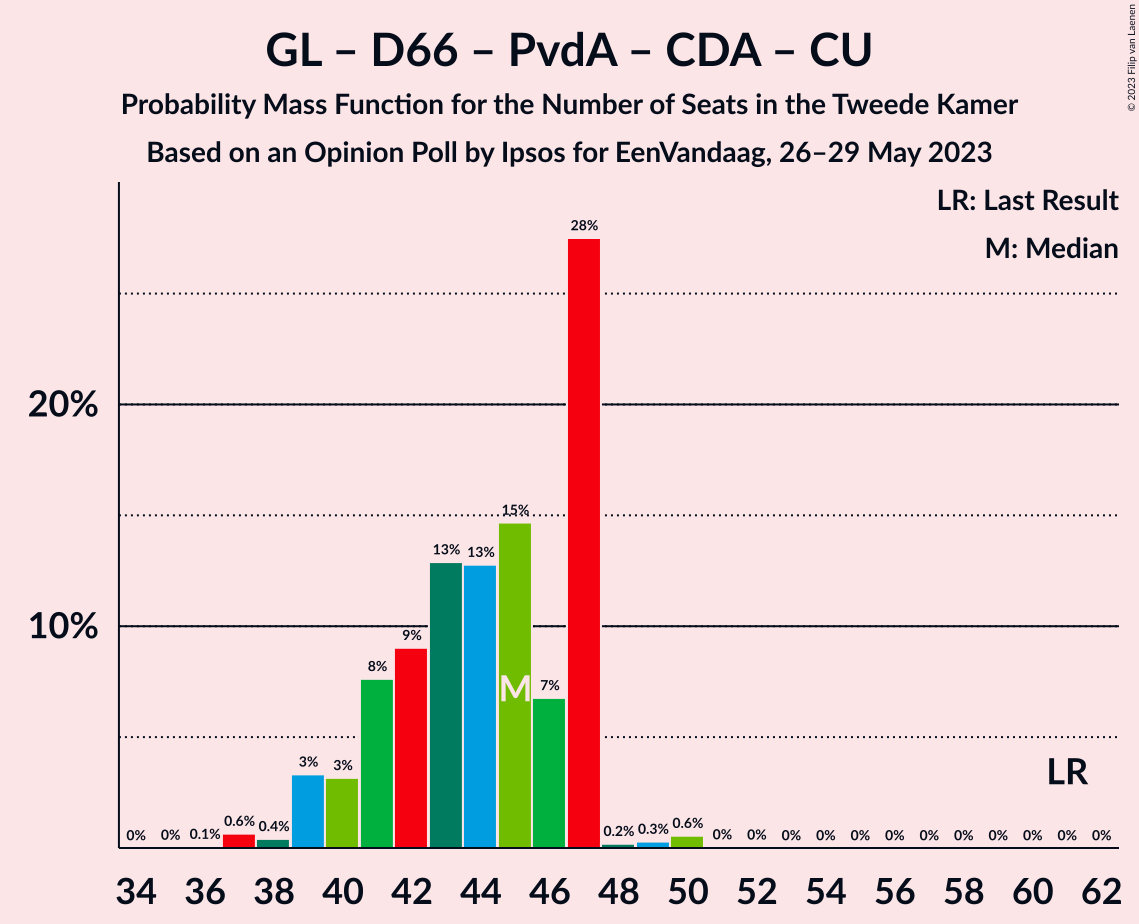 GL – D66 – PvdA – CDA – CU
Probability Mass Function for the Number of Seats in the Tweede Kamer
Based on an Opinion Poll by Ipsos for EenVandaag, 26–29 May 2023
© 2023 Filip van Laenen
LR: Last Result
M: Median
20%
10%
0% 0% 0.1% 0.6% 0.4% 3% 3% 8% 9% 13% 13% 15% 7% 28% 0.2% 0.3% 0.6% 0% 0% 0% 0% 0% 0% 0% 0% 0% 0% 0% 0%
M
LR
34 36 38 40 42 44 46 48 50 52 54 56 58 60 62